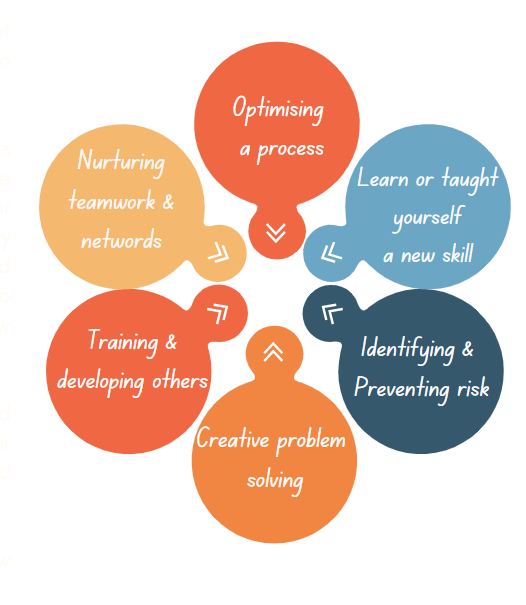 Optimising
a process
Learn or taught
yourself
a new skill
Identifying &
Preventing risk
Creative problem
solving
Training &
developing others
Nurturing
teamwork &
networds